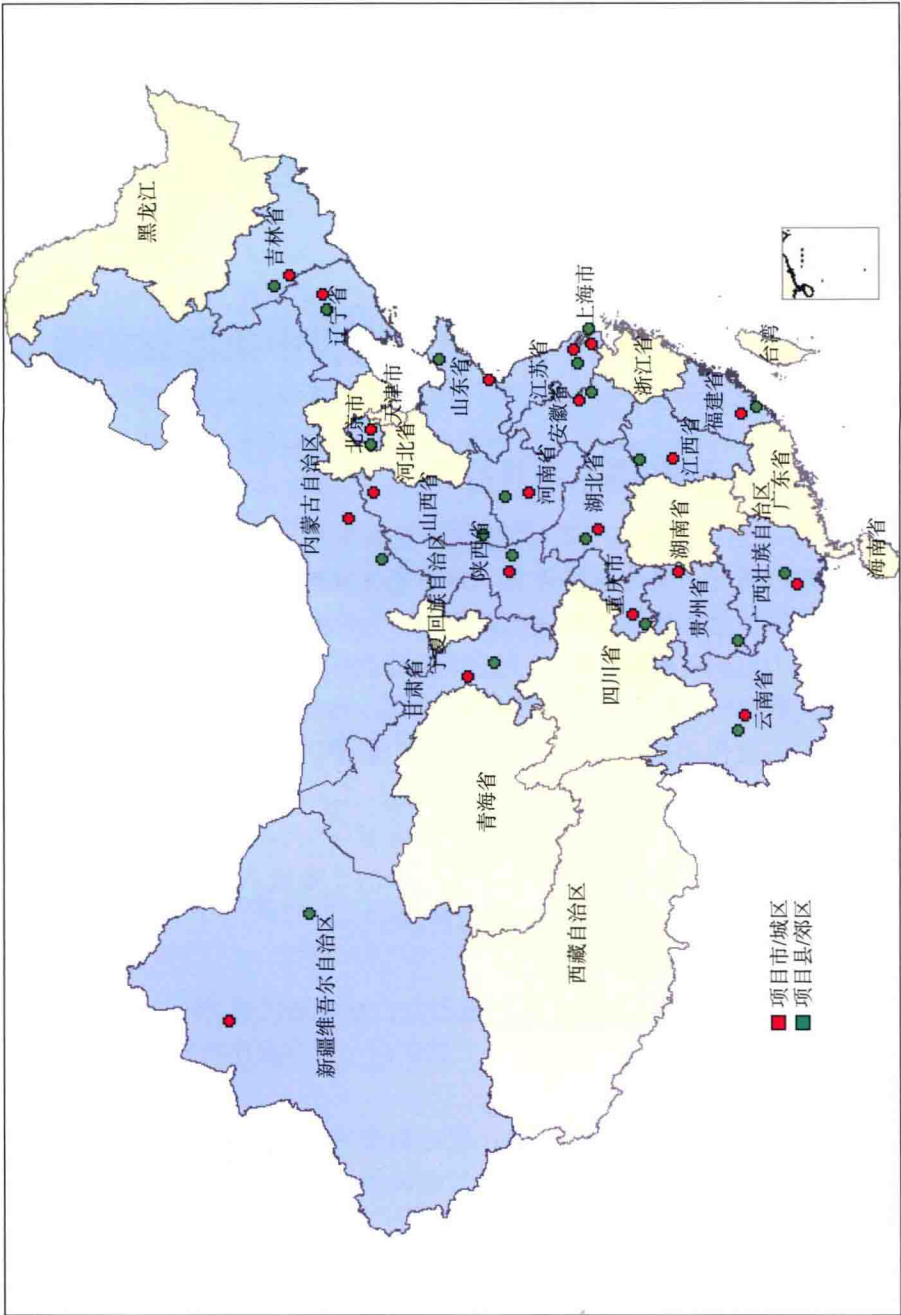 黑龙江
吉林省
辽宁省
内蒙古自治区
北京市
天津市
河北省
山东省
山西省
新疆维吾尔自治区
甘肃省
宁夏回族自治区
陕西省
河南省
江苏省
安徽省
上海市
青海省
西藏自治区
四川省
重庆市
湖北省
浙江省
湖南省
江西省
福建省
台湾
贵州省
云南省
广西壮族自治区
广东省
海南省
项目市/城区
项目县/郊区